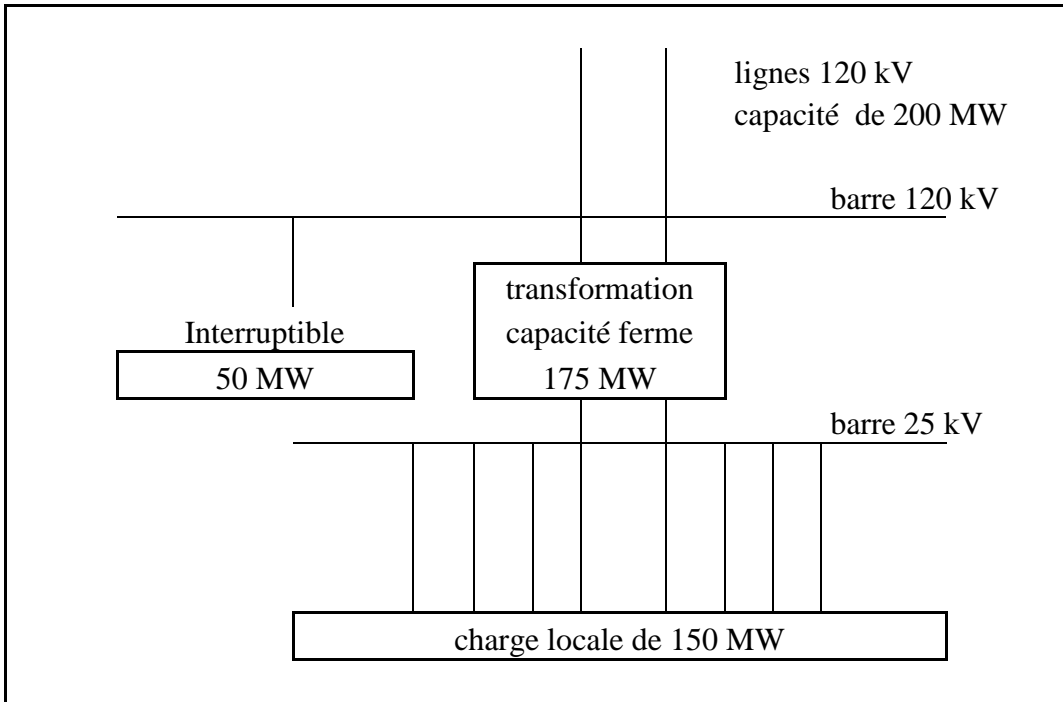 lignes 120 kV
capacité de 200 MW
barre 120 kV
transformation
capacité ferme
175 MW
Interruptible
50 MW
barre 25 kV
charge locale de 150 MW